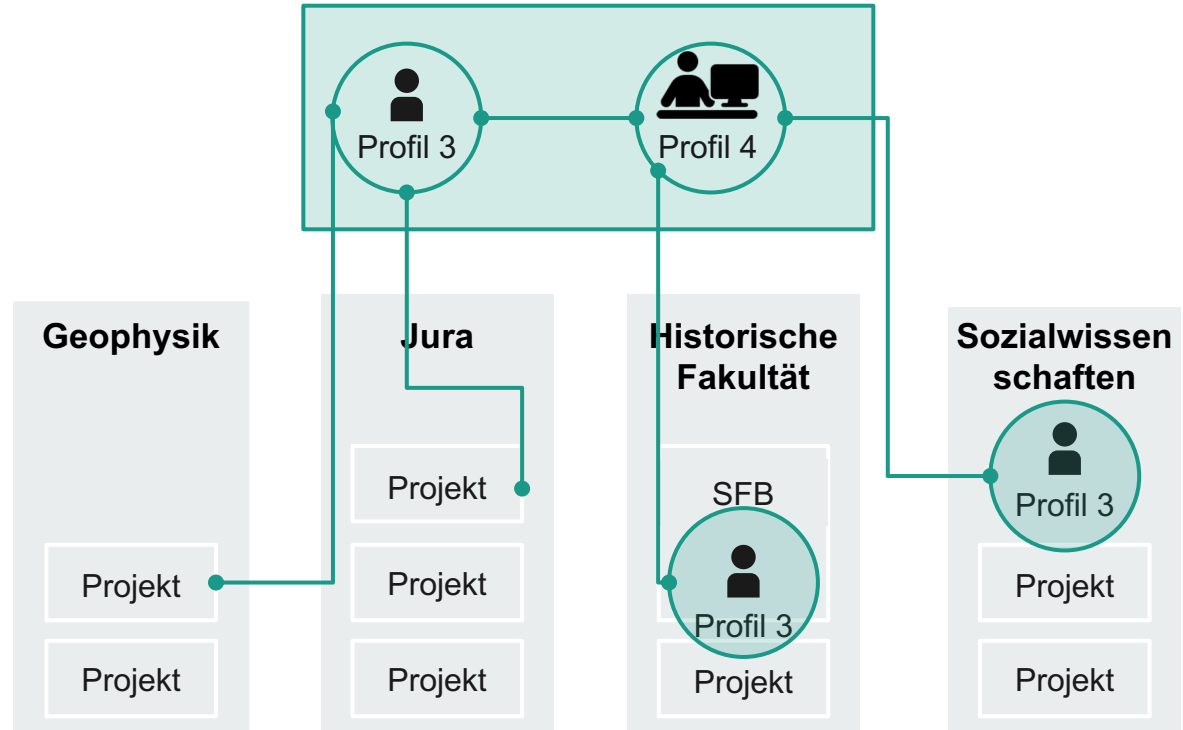 Profil 3
Profil 4
Geophysik
Projekt
Projekt
Jura
Projekt
Projekt
Projekt
Historische
Fakultät
SFB
Profil 3
Projekt
Sozialwissen
schaften
Profil 3
Projekt
Projekt